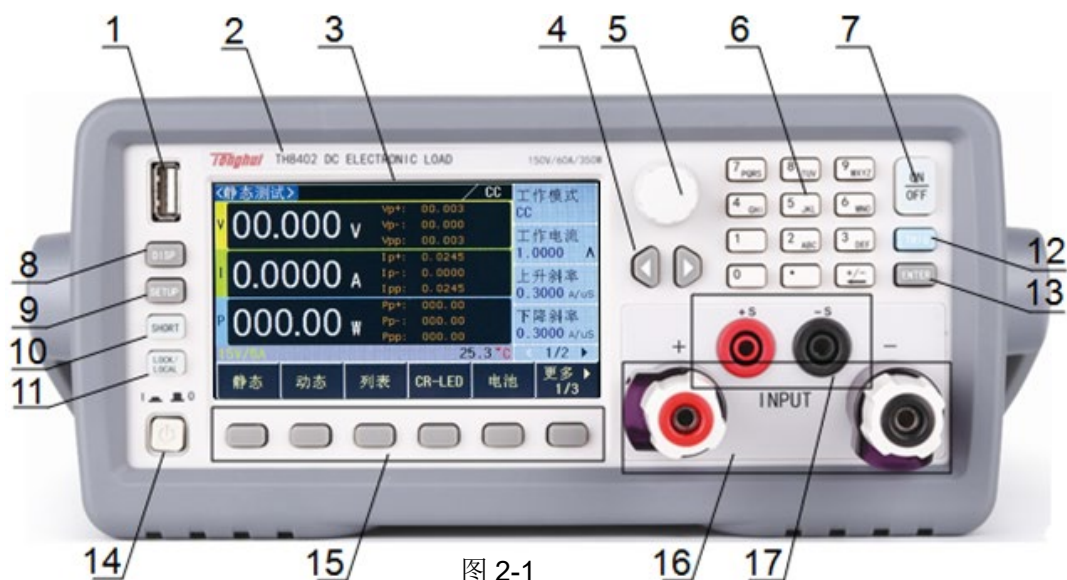 1 2 3 4 5 6 7
Tonghui TH8402 DC ELECTRONIC LOAD 150V/60A/350W
<静态测试> CC
V 00.000 V
Vp+: 00.003
Vp-: 00.000
Vpp: 00.003
I 0.0000 A
Ip+: 0.0245
Ip-: 0.0000
Ipp: 0.0245
P 000.00 W
Pp+: 000.00
Pp-: 000.00
Ppp: 000.00
15V/6A 25.3℃
工作模式
CC
工作电流
1.0000 A
上升斜率
0.3000 A/uS
下降斜率
0.3000 A/uS
1/2
静态 动态 列表 CR-LED 电池 更多
1/3
7 PQRS 8 TUV 9 WXYZ
4 GHI 5 JKL 6 MNO
1 2 ABC 3 DEF
0 . +/-
ON
OFF
ENTER
8 DISP
9 SETUP
10 SHORT
11 LOCK/
LOCAL
I 0
12
13
+S -S
+ -
INPUT
14 15 16 17
图 2-1